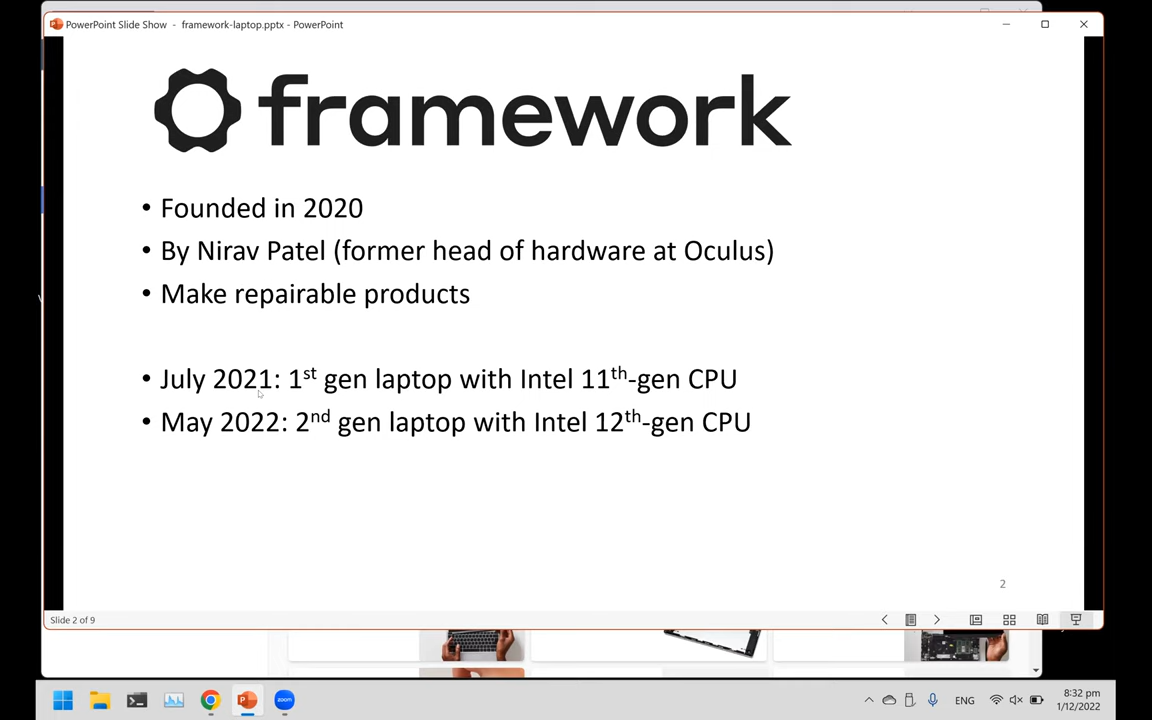 PowerPoint Slide Show - framework-laptop.pptx - PowerPoint
framework
• Founded in 2020
• By Nirav Patel (former head of hardware at Oculus)
• Make repairable products
• July 2021: 1st gen laptop with Intel 11th-gen CPU
• May 2022: 2nd gen laptop with Intel 12th-gen CPU
2
Slide 2 of 9
zoom
ENG
8:32 pm
1/12/2022